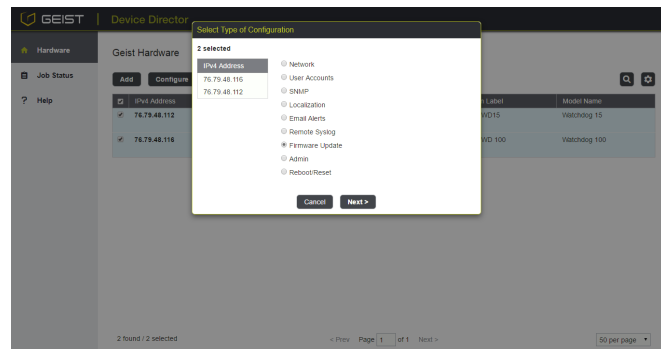 GEIST | Device Director
Select Type of Configuration
Hardware
Geist Hardware
2 selected
IPv4 Address
Network
76.79.48.116
User Accounts
76.79.48.112
SNMP
Job Status
Add
Configure
Localization
Help
IPv4 Address
Email Alerts
Label
Model Name
76.79.48.112
Remote Syslog
WD15
Watchdog 15
76.79.48.116
Firmware Update
WD 100
Watchdog 100
Admin
Reboot/Reset
Cancel
Next >
2 found / 2 selected
< Prev Page 1 of 1 Next >
50 per page